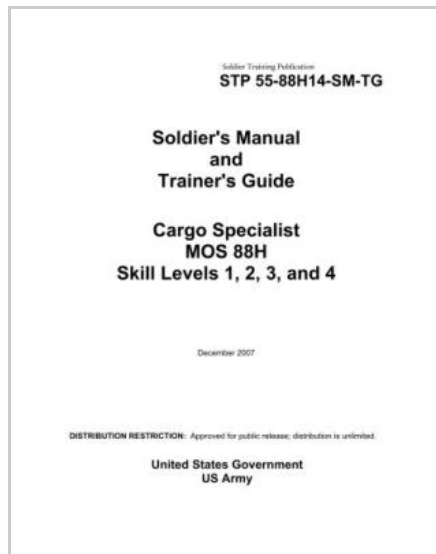 Soldier Training Publication
STP 55-88H14-SM-TG
Soldier's Manual
and
Trainer's Guide
Cargo Specialist
MOS 88H
Skill Levels 1, 2, 3, and 4
December 2007
DISTRIBUTION RESTRICTION: Approved for public release; distribution is unlimited.
United States Government
US Army